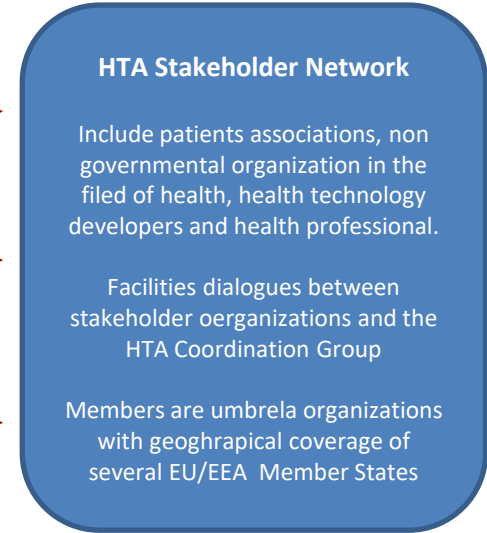 HTA Stakeholder Network
Include patients associations, non
governmental organization in the
filed of health, health technology
developers and health professional.
Facilities dialogues between
stakeholder oerganizations and the
HTA Coordination Group
Members are umbrela organizations
with geoghrapical coverage of
several EU/EEA  Member States